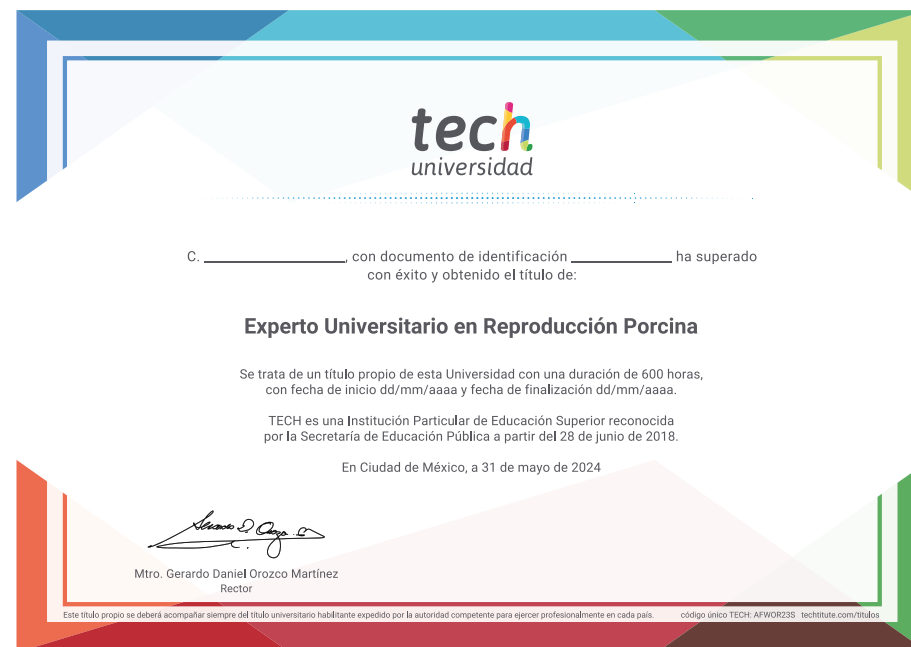 tech
universidad
C. ____________, con documento de identificación ____________ ha superado
con éxito y obtenido el título de:
Experto Universitario en Reproducción Porcina
Se trata de un título propio de esta Universidad con una duración de 600 horas,
con fecha de inicio dd/mm/aaaa y fecha de finalización dd/mm/aaaa.
TECH es una Institución Particular de Educación Superior reconocida
por la Secretaría de Educación Pública a partir del 28 de junio de 2018.
En Ciudad de México, a 31 de mayo de 2024
Mtro. Gerardo Daniel Orozco Martínez
Rector
Este título propio se deberá acompañar siempre del título universitario habilitante expedido por la autoridad competente para ejercer profesionalmente en cada país. código único TECH: AFWOR23S techtitute.com/titulos